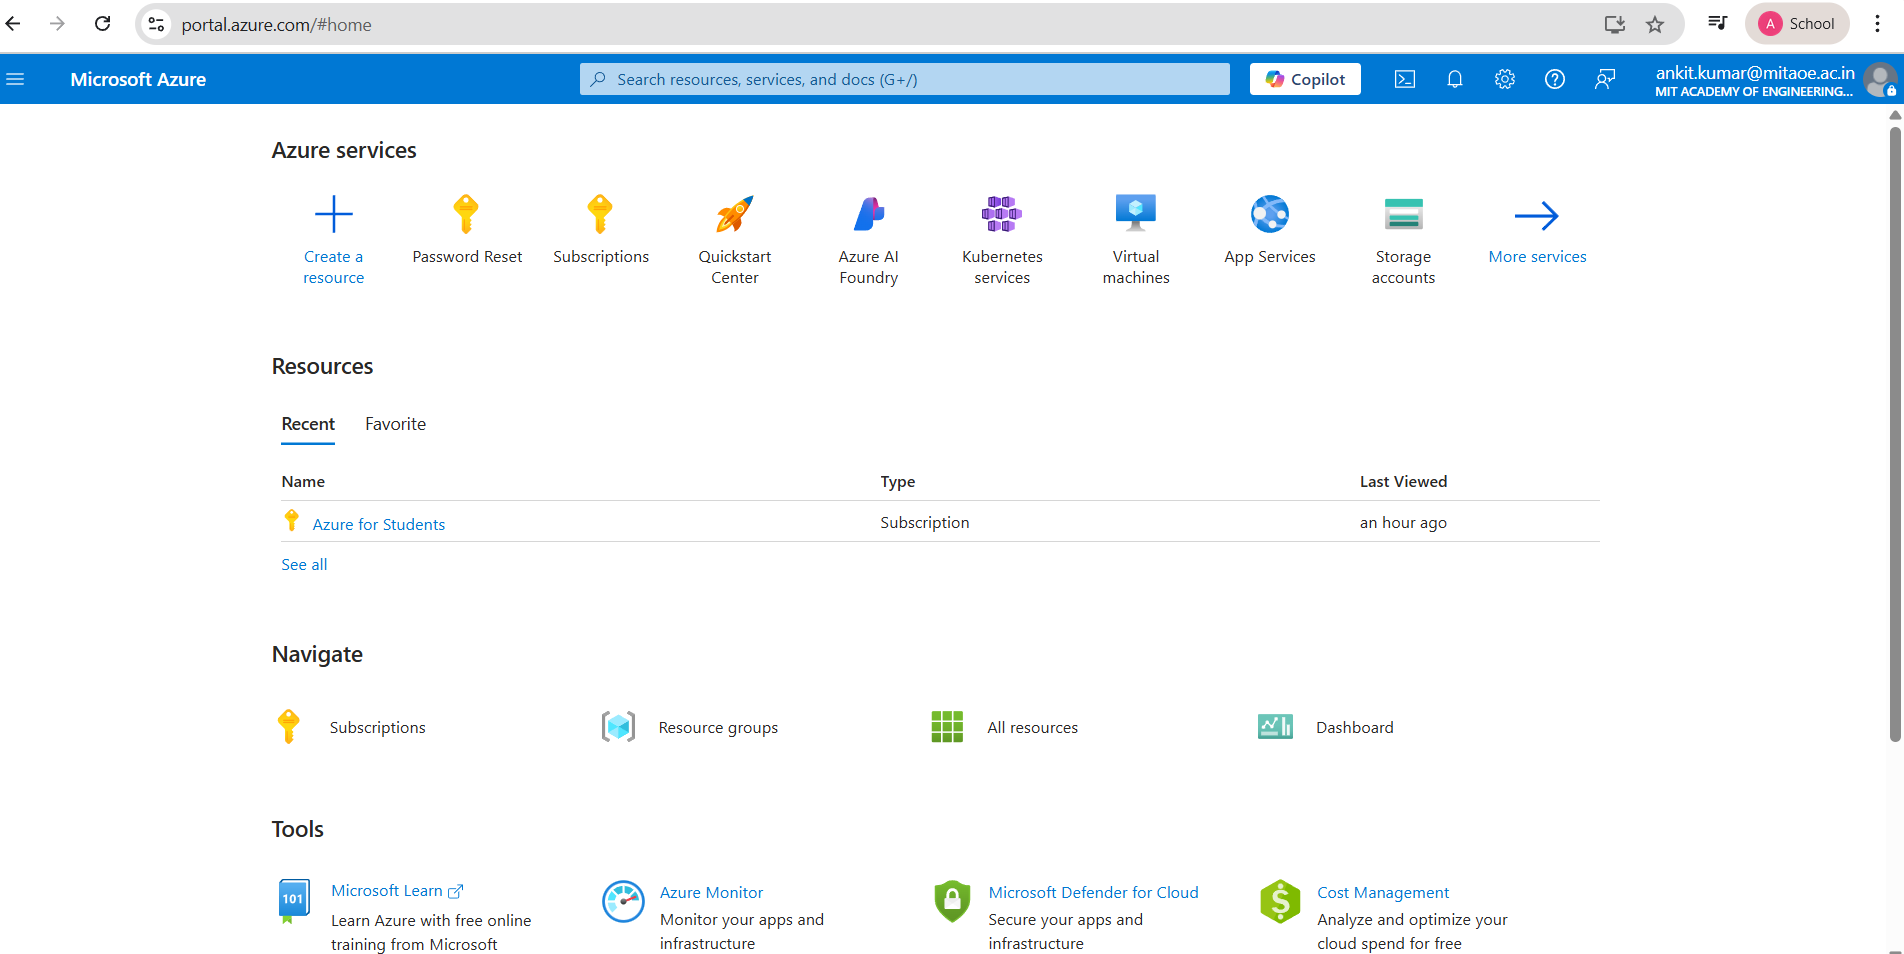 portal.azure.com/#home
A School
Microsoft Azure
Search resources, services, and docs (G+/)
Copilot
ankit.kumar@mitaoe.ac.in
MIT ACADEMY OF ENGINEERING...
Azure services
Create a
resource
Password Reset
Subscriptions
Quickstart
Center
Azure AI
Foundry
Kubernetes
services
Virtual
machines
App Services
Storage
accounts
More services
Resources
Recent Favorite
Name Type Last Viewed
Azure for Students Subscription an hour ago
See all
Navigate
Subscriptions Resource groups All resources Dashboard
Tools
101
Microsoft Learn
Learn Azure with free online
training from Microsoft
Azure Monitor
Monitor your apps and
infrastructure
Microsoft Defender for Cloud
Secure your apps and
infrastructure
$
Cost Management
Analyze and optimize your
cloud spend for free